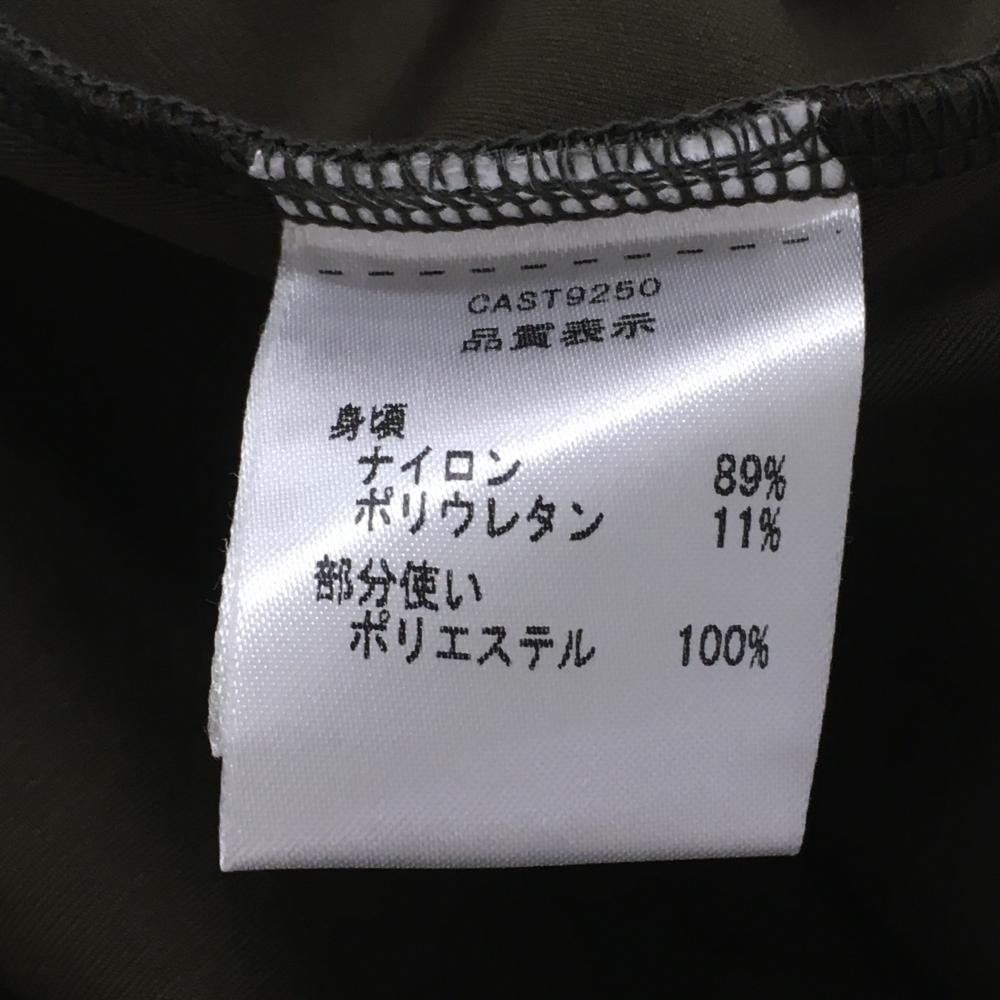 CAST9250
品質表示
身頃
ナイロン 89%
ポリウレタン 11%
部分使い
ポリエステル 100%